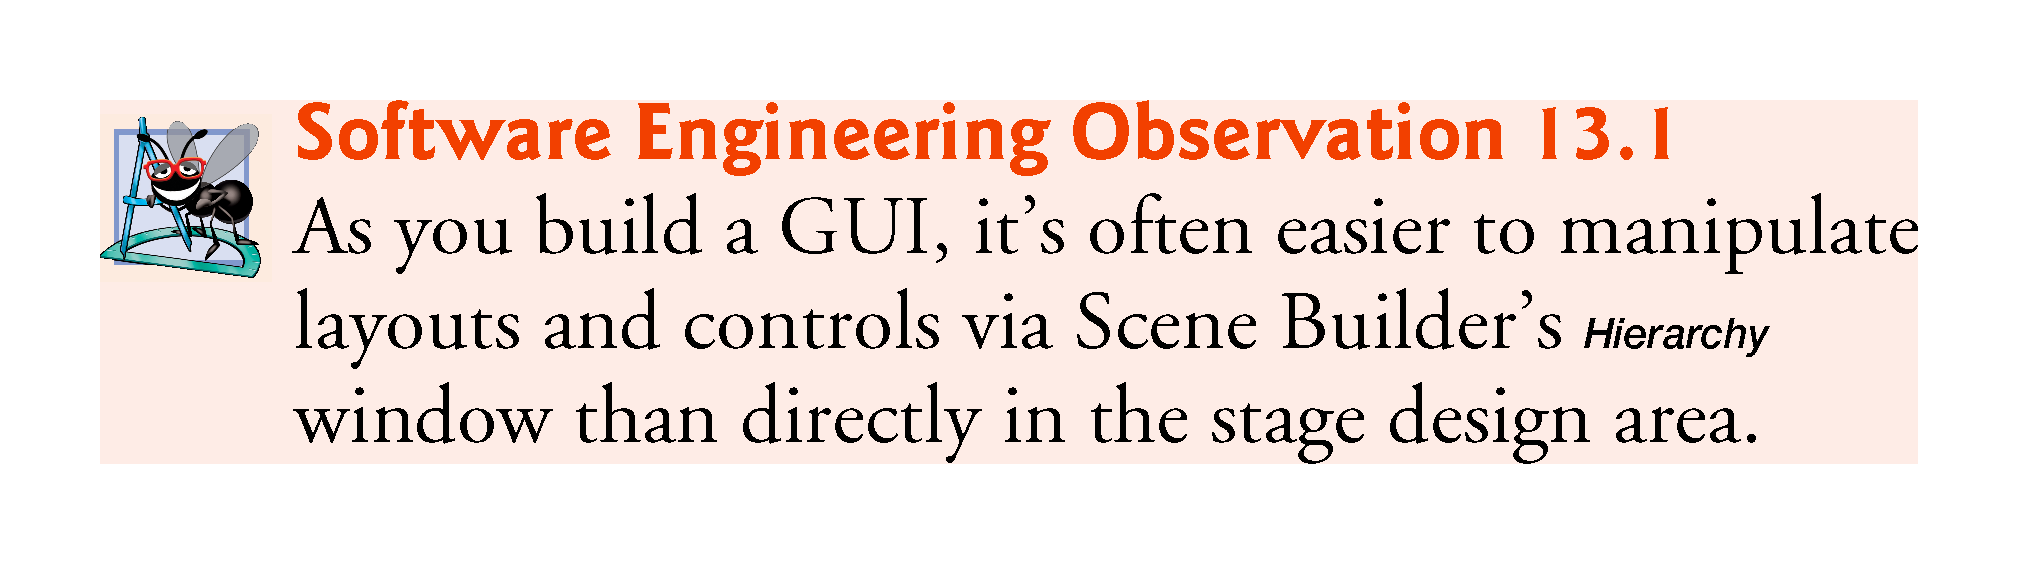 Software Engineering Observation 13.1
As you build a GUI, it’s often easier to manipulate
layouts and controls via Scene Builder’s Hierarchy
window than directly in the stage design area.